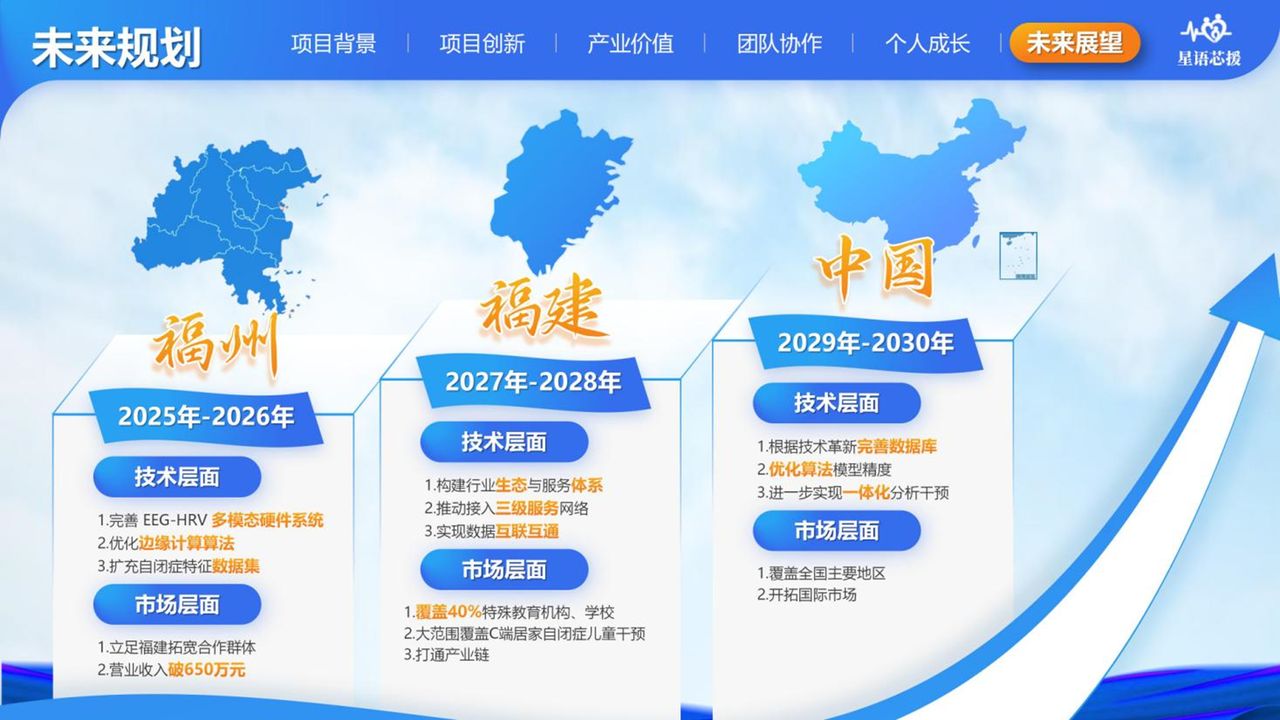 未来规划
项目背景
项目创新
产业价值
团队协作
个人成长
未来展望
星语芯援
福州
2025年-2026年
技术层面
1.完善 EEG-HRV 多模态硬件系统
2.优化边缘计算算法
3.扩充自闭症特征数据集
市场层面
1.立足福建拓宽合作群体
2.营业收入破650万元
福建
2027年-2028年
技术层面
1.构建行业生态与服务体系
2.推动接入三级服务网络
3.实现数据互联互通
市场层面
1.覆盖40%特殊教育机构、学校
2.大范围覆盖C端居家自闭症儿童干预
3.打通产业链
中国
2029年-2030年
技术层面
1.根据技术革新完善数据库
2.优化算法模型精度
3.进一步实现一体化分析干预
市场层面
1.覆盖全国主要地区
2.开拓国际市场